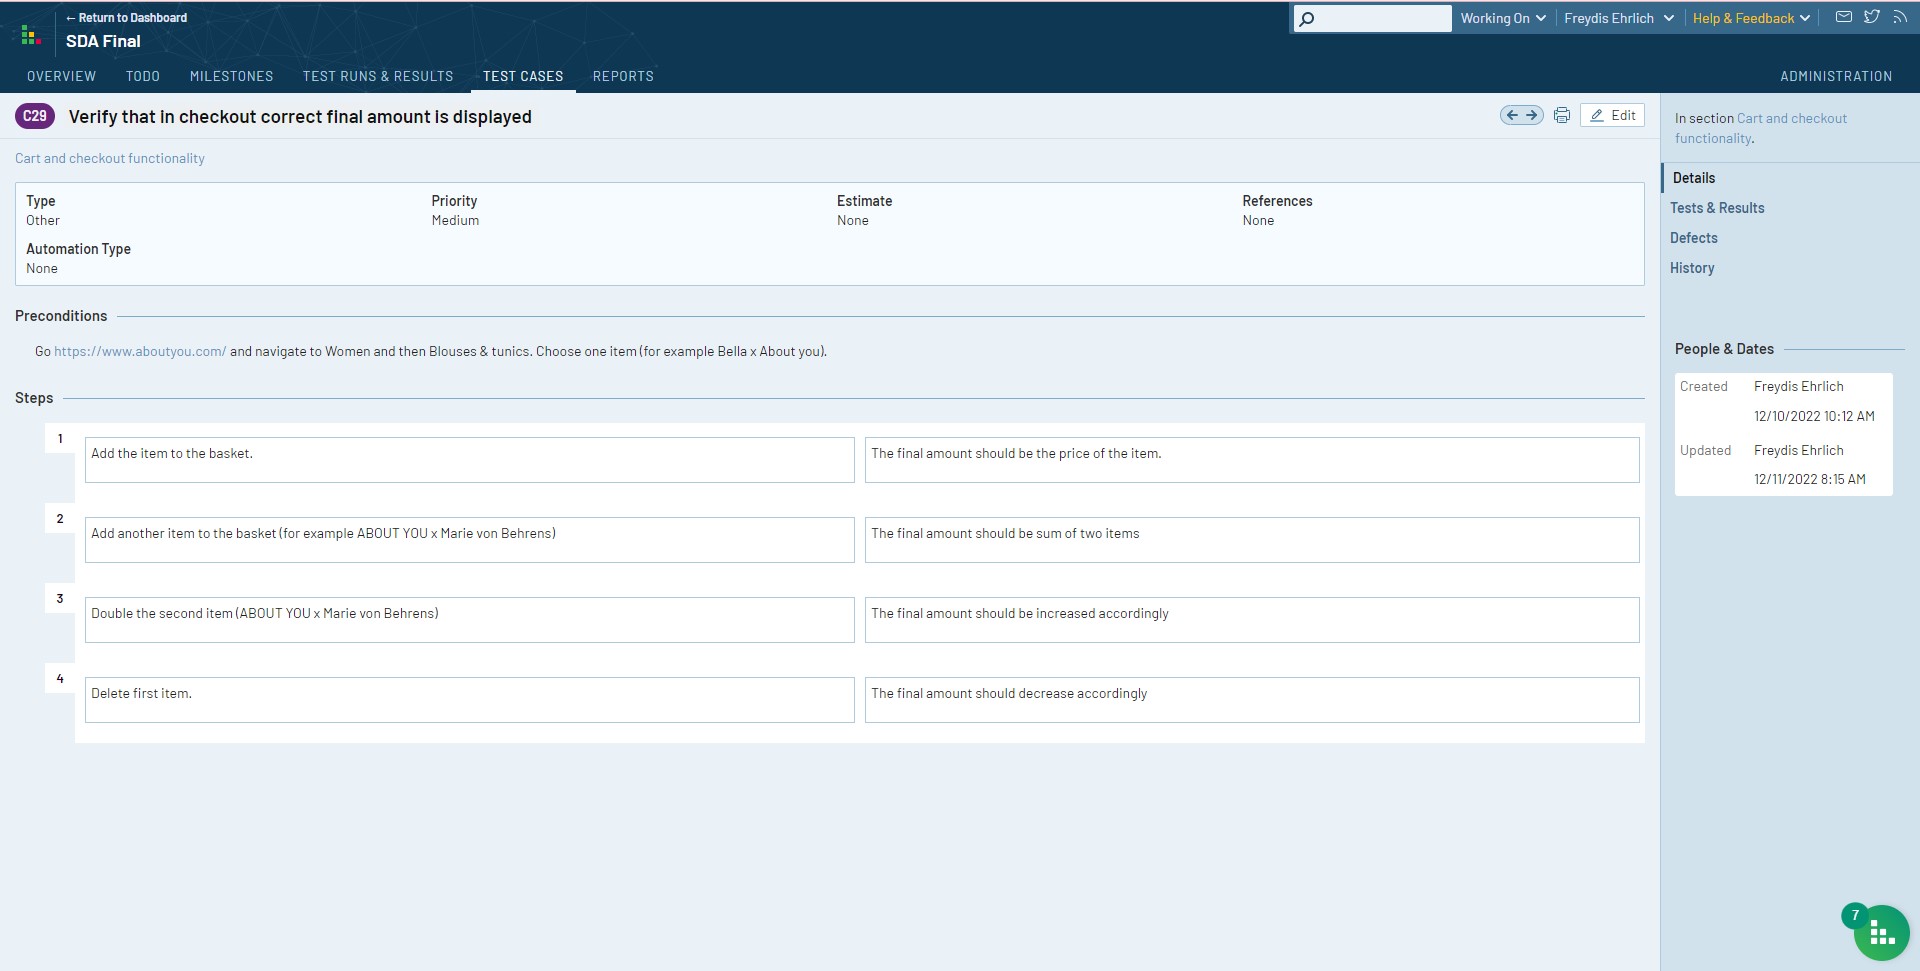 ← Return to Dashboard
SDA Final
Working On
Freydis Ehrlich
Help & Feedback
OVERVIEW
TODO
MILESTONES
TEST RUNS & RESULTS
TEST CASES
REPORTS
ADMINISTRATION
C29
Verify that in checkout correct final amount is displayed
Edit
Cart and checkout functionality
Type
Other
Priority
Medium
Estimate
None
References
None
Automation Type
None
Preconditions
Go https://www.aboutyou.com/ and navigate to Women and then Blouses & tunics. Choose one item (for example Bella x About you).
Steps
1
Add the item to the basket.
The final amount should be the price of the item.
2
Add another item to the basket (for example ABOUT YOU x Marie von Behrens)
The final amount should be sum of two items
3
Double the second item (ABOUT YOU x Marie von Behrens)
The final amount should be increased accordingly
4
Delete first item.
The final amount should decrease accordingly
In section Cart and checkout
functionality.
Details
Tests & Results
Defects
History
People & Dates
Created
Freydis Ehrlich
12/10/2022 10:12 AM
Updated
Freydis Ehrlich
12/11/2022 8:15 AM
7